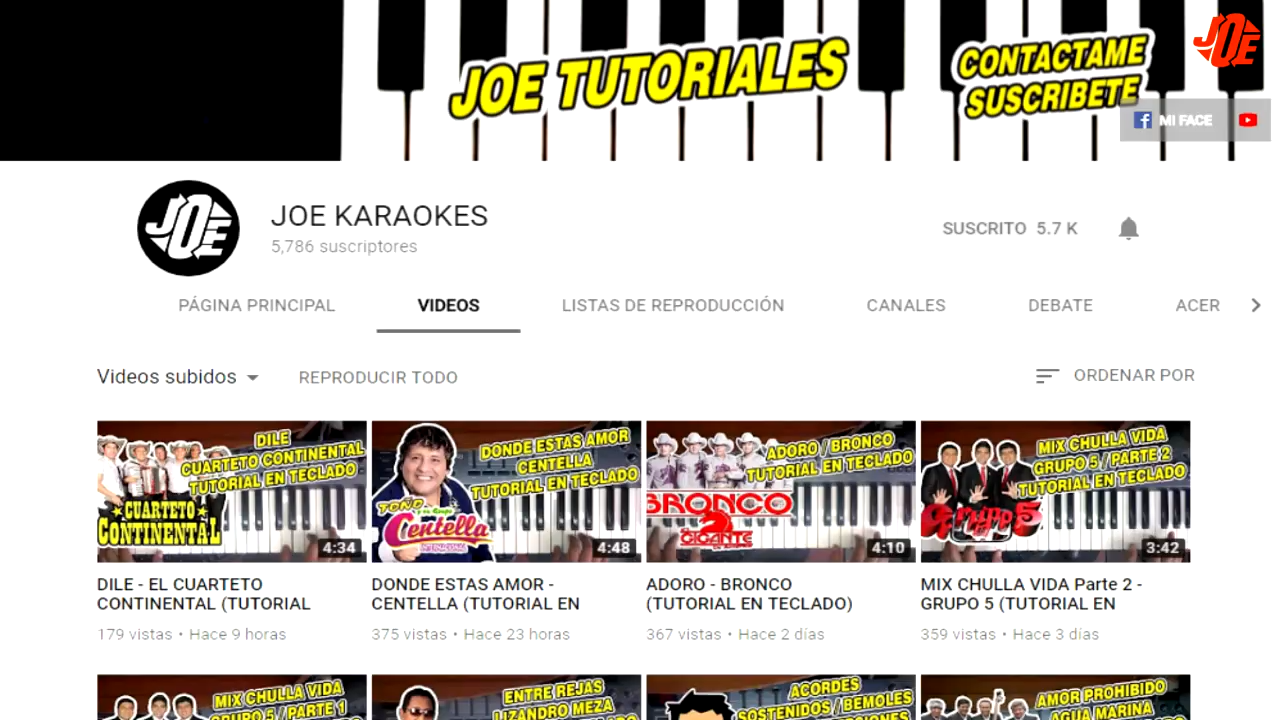 JOE TUTORIALES
CONTACTAME
SUSCRIBETE
JOE
MI FACE
JOE
JOE KARAOKES
5,786 suscriptores
SUSCRITO 5.7 K
PÁGINA PRINCIPAL
VIDEOS
LISTAS DE REPRODUCCIÓN
CANALES
DEBATE
ACER
Videos subidos
REPRODUCIR TODO
ORDENAR POR
DILE
CUARTETO CONTINENTAL
TUTORIAL EN TECLADO
CUARTETO
CONTINENTAL
4:34
DONDE ESTAS AMOR
CENTELLA
TUTORIAL EN TECLADO
TOÑO
y su Grupo
Centella
4:48
ADORO / BRONCO
TUTORIAL EN TECLADO
BRONCO
GIGANTE
4:10
MIX CHULLA VIDA
GRUPO 5 / PARTE 2
TUTORIAL EN TECLADO
Grupo 5
3:42
DILE - EL CUARTETO
CONTINENTAL (TUTORIAL
179 vistas • Hace 9 horas
DONDE ESTAS AMOR -
CENTELLA (TUTORIAL EN
375 vistas • Hace 23 horas
ADORO - BRONCO
(TUTORIAL EN TECLADO)
367 vistas • Hace 2 días
MIX CHULLA VIDA Parte 2 -
GRUPO 5 (TUTORIAL EN
359 vistas • Hace 3 días
MIX CHULLA VIDA
GRUPO 5 / PARTE 1
ENTRE REJAS
LIZANDRO MEZA
ACORDES
SOSTENIDOS / BEMOLES
AMOR PROHIBIDO
AGUA MARINA